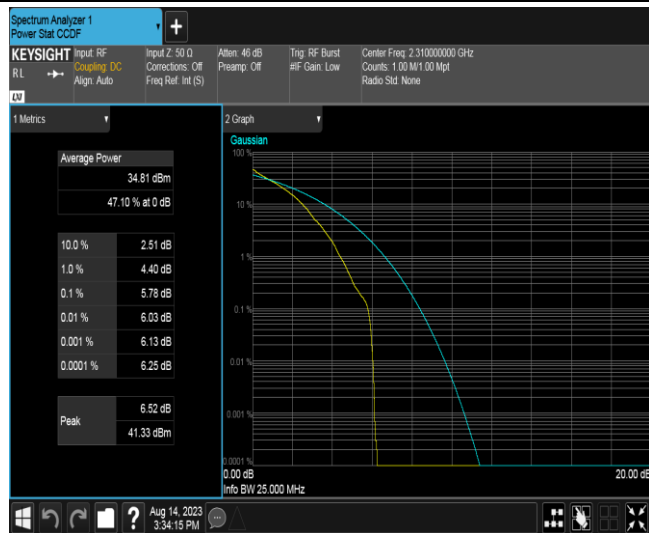 Spectrum Analyzer 1
Power Stat CCDF
+
KEYSIGHT
RL
Input: RF
Coupling: DC
Align: Auto
Input Z: 50 Ω
Corrections: Off
Freq Ref: Int (S)
Atten: 46 dB
Preamp: Off
Trig: RF Burst
#IF Gain: Low
Center Freq: 2.310000000 GHz
Counts: 1.00 M/1.00 Mpt
Radio Std: None
1 Metrics
Average Power
34.81 dBm
47.10 % at 0 dB
10.0 % 2.51 dB
1.0 % 4.40 dB
0.1 % 5.78 dB
0.01 % 6.03 dB
0.001 % 6.13 dB
0.0001 % 6.25 dB
Peak
6.52 dB
41.33 dBm
2 Graph
Gaussian
100 %
10 %
1 %
0.1 %
0.01 %
0.001 %
0.0001 %
0.00 dB
20.00 dB
Info BW 25.000 MHz
?
Aug 14, 2023
3:34:15 PM